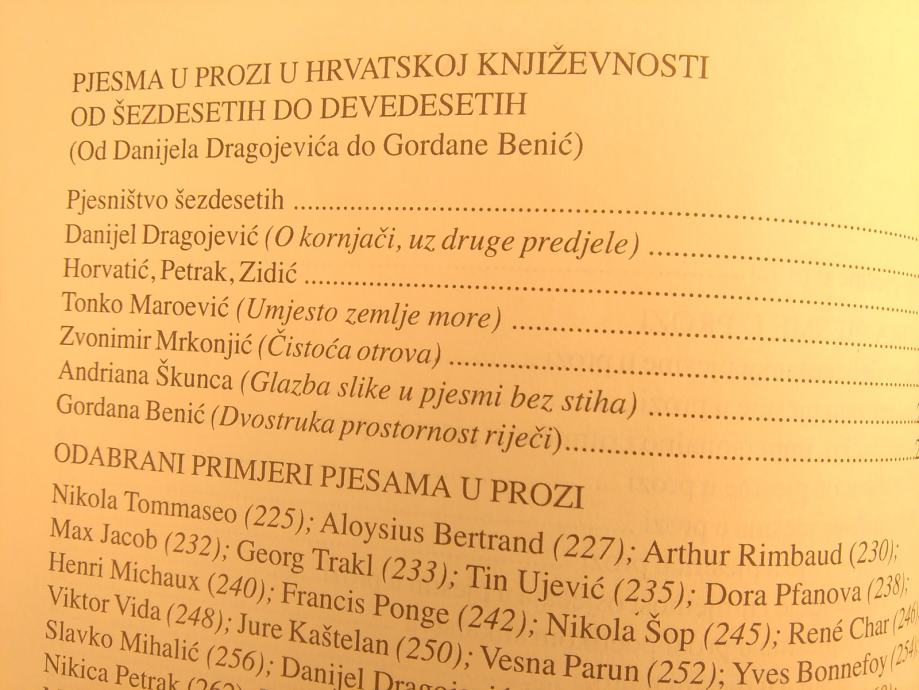 PJESMA U PROZI U HRVATSKOJ KNJIŽEVNOSTI
OD ŠEZDESETIH DO DEVEDESETIH
(Od Danijela Dragojevića do Gordane Benić)
Pjesništvo šezdesetih ........................................
Danijel Dragojević (O kornjači, uz druge predjele) ........................................
Horvatić, Petrak, Zidić ........................................
Tonko Maroević (Umjesto zemlje more) ........................................
Zvonimir Mrkonjić (Čistoća otrova) ........................................
Andriana Škunca (Glazba slike u pjesmi bez stiha) ........................................
Gordana Benić (Dvostruka prostornost riječi)........................................
ODABRANI PRIMJERI PJESAMA U PROZI
Nikola Tommaseo (225); Aloysius Bertrand (227); Arthur Rimbaud (230);
Max Jacob (232); Georg Trakl (233); Tin Ujević (235); Dora Pfanova (238);
Henri Michaux (240); Francis Ponge (242); Nikola Šop (245); René Char (246)
Viktor Vida (248); Jure Kaštelan (250); Vesna Parun (252); Yves Bonnefoy (254)
Slavko Mihalić (256); Danijel
Nikica Petrak